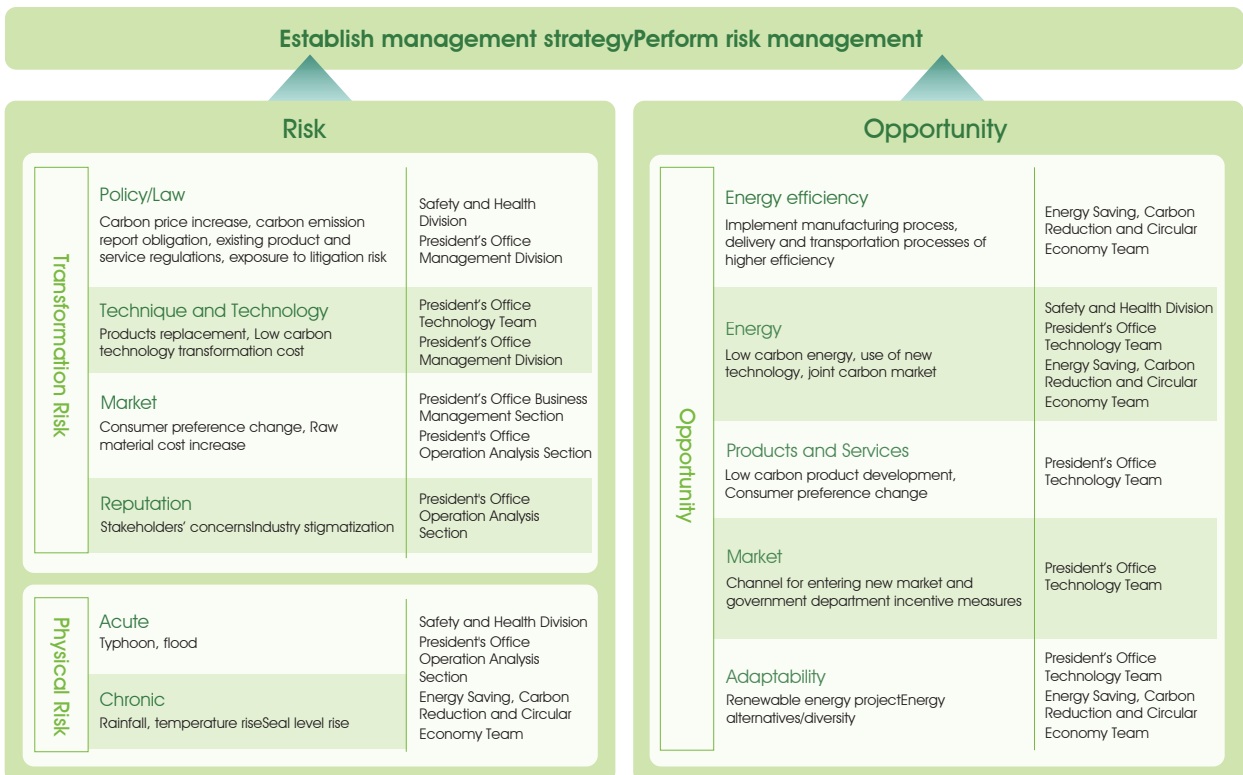 Establish management strategyPerform risk management
Risk
Transformation Risk
Policy/Law
Carbon price increase, carbon emission
report obligation, existing product and
service regulations, exposure to litigation risk
Safety and Health
Division
President’s Office
Management Division
Technique and Technology
Products replacement, Low carbon
technology transformation cost
President’s Office
Technology Team
President’s Office
Management Division
Market
Consumer preference change, Raw
material cost increase
President’s Office Business
Management Section
President's Office
Operation Analysis Section
Reputation
Stakeholders’ concernsIndustry stigmatization
President's Office
Operation Analysis
Section
Physical Risk
Acute
Typhoon, flood
Chronic
Rainfall, temperature riseSeal level rise
Safety and Health Division
President's Office
Operation Analysis
Section
Energy Saving, Carbon
Reduction and Circular
Economy Team
Opportunity
Opportunity
Energy efficiency
Implement manufacturing process,
delivery and transportation processes of
higher efficiency
Energy Saving, Carbon
Reduction and Circular
Economy Team
Energy
Low carbon energy, use of new
technology, joint carbon market
Safety and Health Division
President’s Office
Technology Team
Energy Saving, Carbon
Reduction and Circular
Economy Team
Products and Services
Low carbon product development,
Consumer preference change
President’s Office
Technology Team
Market
Channel for entering new market and
government department incentive measures
President’s Office
Technology Team
Adaptability
Renewable energy projectEnergy
alternatives/diversity
President’s Office
Technology Team
Energy Saving, Carbon
Reduction and Circular
Economy Team